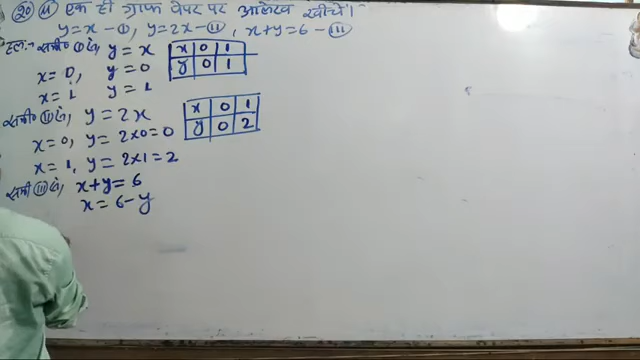 (20) (ii) एक ही ग्राफ पेपर पर आलेख खींचें।
y = x - (i), y = 2x - (ii), x + y = 6 - (iii)
हल:- समी० (i) से, y = x
x 0 1
y 0 1
x = 0, y = 0
x = 1 y = 1
समी० (ii) से, y = 2x
x 0 1
y 0 2
x = 0, y = 2×0 = 0
x = 1, y = 2×1 = 2
समी (iii) से, x + y = 6
x = 6 - y